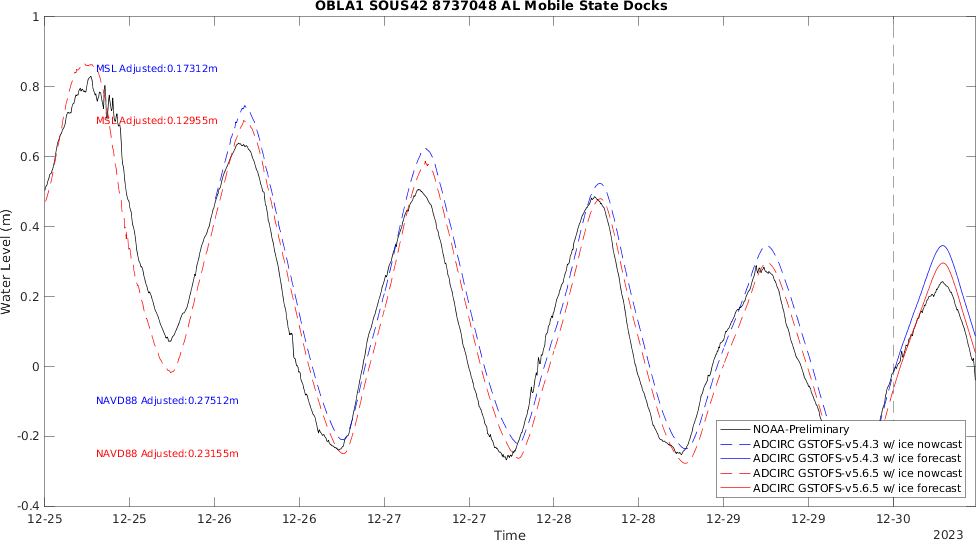 OBLA1 SOUS42 8737048 AL Mobile State Docks
1
0.8
0.6
0.4
0.2
0
-0.2
-0.4
Water Level (m)
MSL Adjusted:0.17312m
MSL Adjusted:0.12955m
NAVD88 Adjusted:0.27512m
NAVD88 Adjusted:0.23155m
NOAA-Preliminary
ADCIRC GSTOFS-v5.4.3 w/ ice nowcast
ADCIRC GSTOFS-v5.4.3 w/ ice forecast
ADCIRC GSTOFS-v5.6.5 w/ ice nowcast
ADCIRC GSTOFS-v5.6.5 w/ ice forecast
12-25 12-25 12-26 12-26 12-27 12-27 12-28 12-28 12-29 12-29 12-30
Time
2023